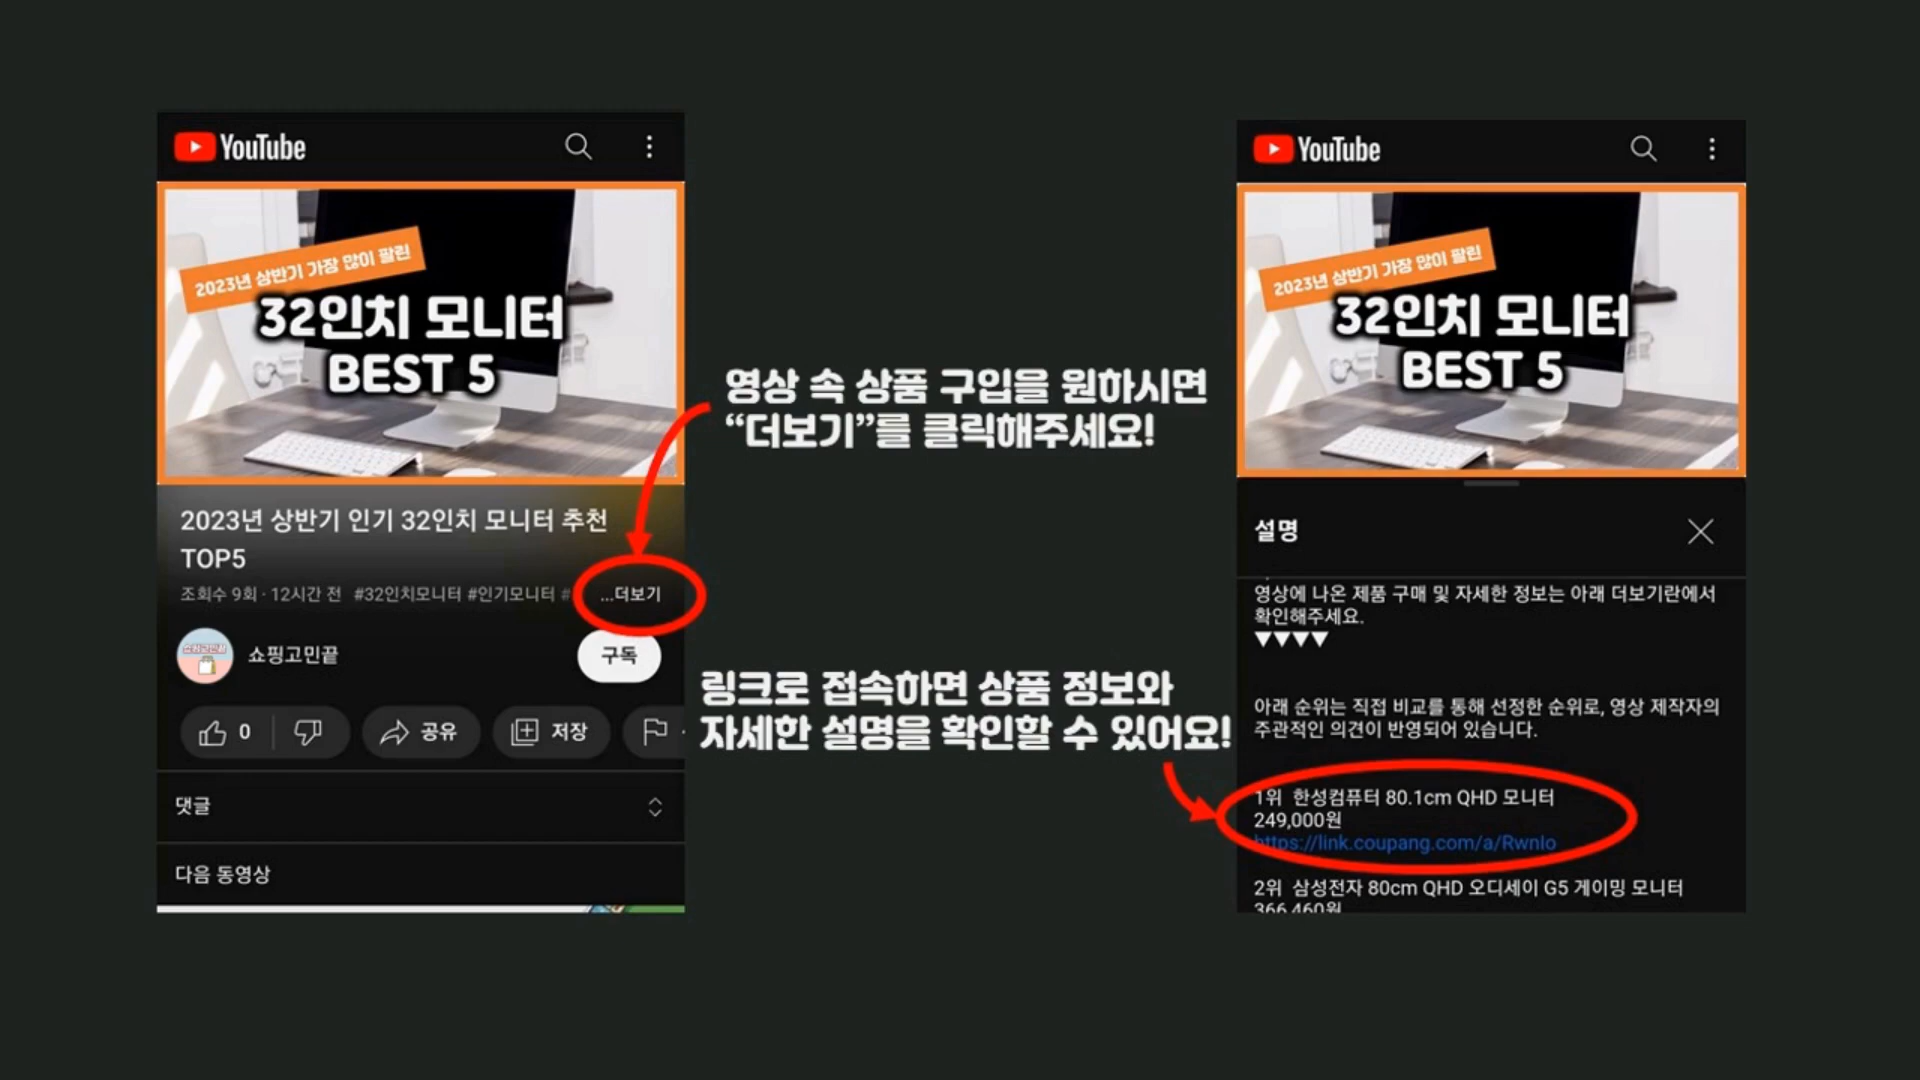 YouTube
2023년 상반기 가장 많이 팔린
32인치 모니터
BEST 5
2023년 상반기 인기 32인치 모니터 추천
TOP5
조회수 9회 · 12시간 전 #32인치모니터 #인기모니터 # ...더보기
쇼핑고민끝
쇼핑고민끝
구독
0
공유
저장
댓글
다음 동영상
영상 속 상품 구입을 원하시면
“더보기”를 클릭해주세요!
링크로 접속하면 상품 정보와
자세한 설명을 확인할 수 있어요!
YouTube
2023년 상반기 가장 많이 팔린
32인치 모니터
BEST 5
설명
영상에 나온 제품 구매 및 자세한 정보는 아래 더보기란에서
확인해주세요.
▼▼▼▼
아래 순위는 직접 비교를 통해 선정한 순위로, 영상 제작자의
주관적인 의견이 반영되어 있습니다.
1위 한성컴퓨터 80.1cm QHD 모니터
249,000원
https://link.coupang.com/a/RwnIo
2위 삼성전자 80cm QHD 오디세이 G5 게이밍 모니터
366,460원